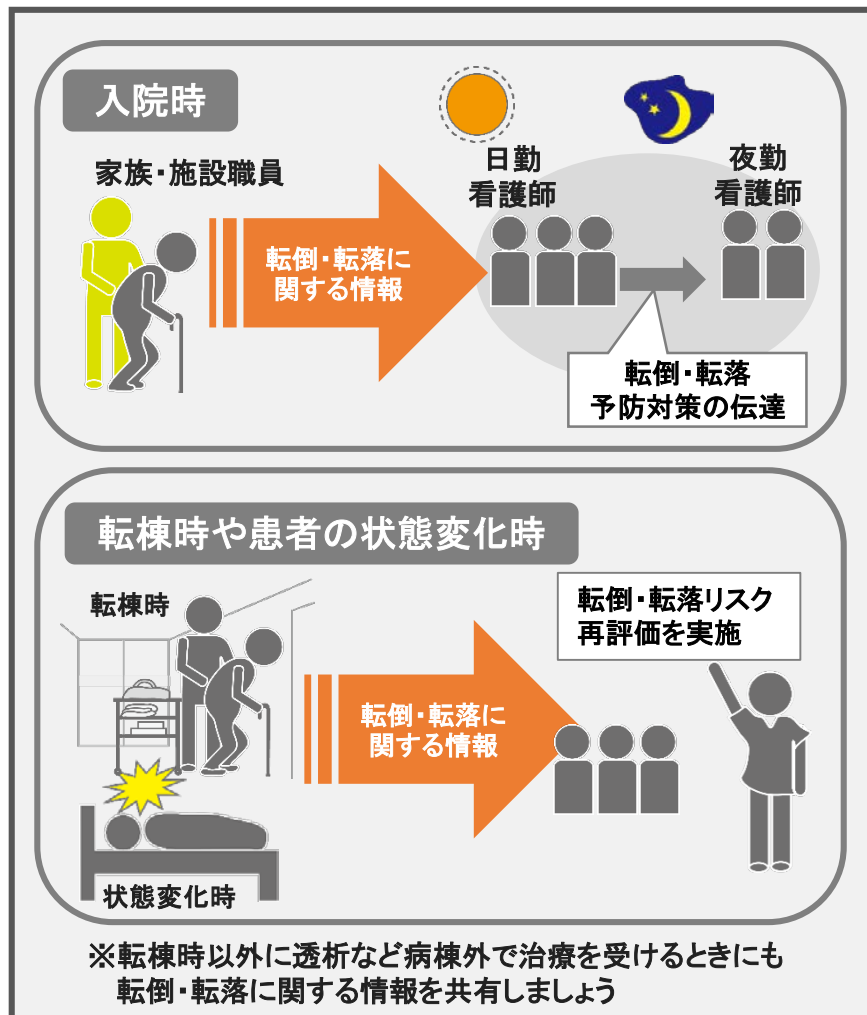 入院時
家族・施設職員
日勤
看護師
夜勤
看護師
転倒・転落に
関する情報
転倒・転落
予防対策の伝達
転棟時や患者の状態変化時
転棟時
転倒・転落リスク
再評価を実施
転倒・転落に
関する情報
状態変化時
※転棟時以外に透析など病棟外で治療を受けるときにも
転倒・転落に関する情報を共有しましょう